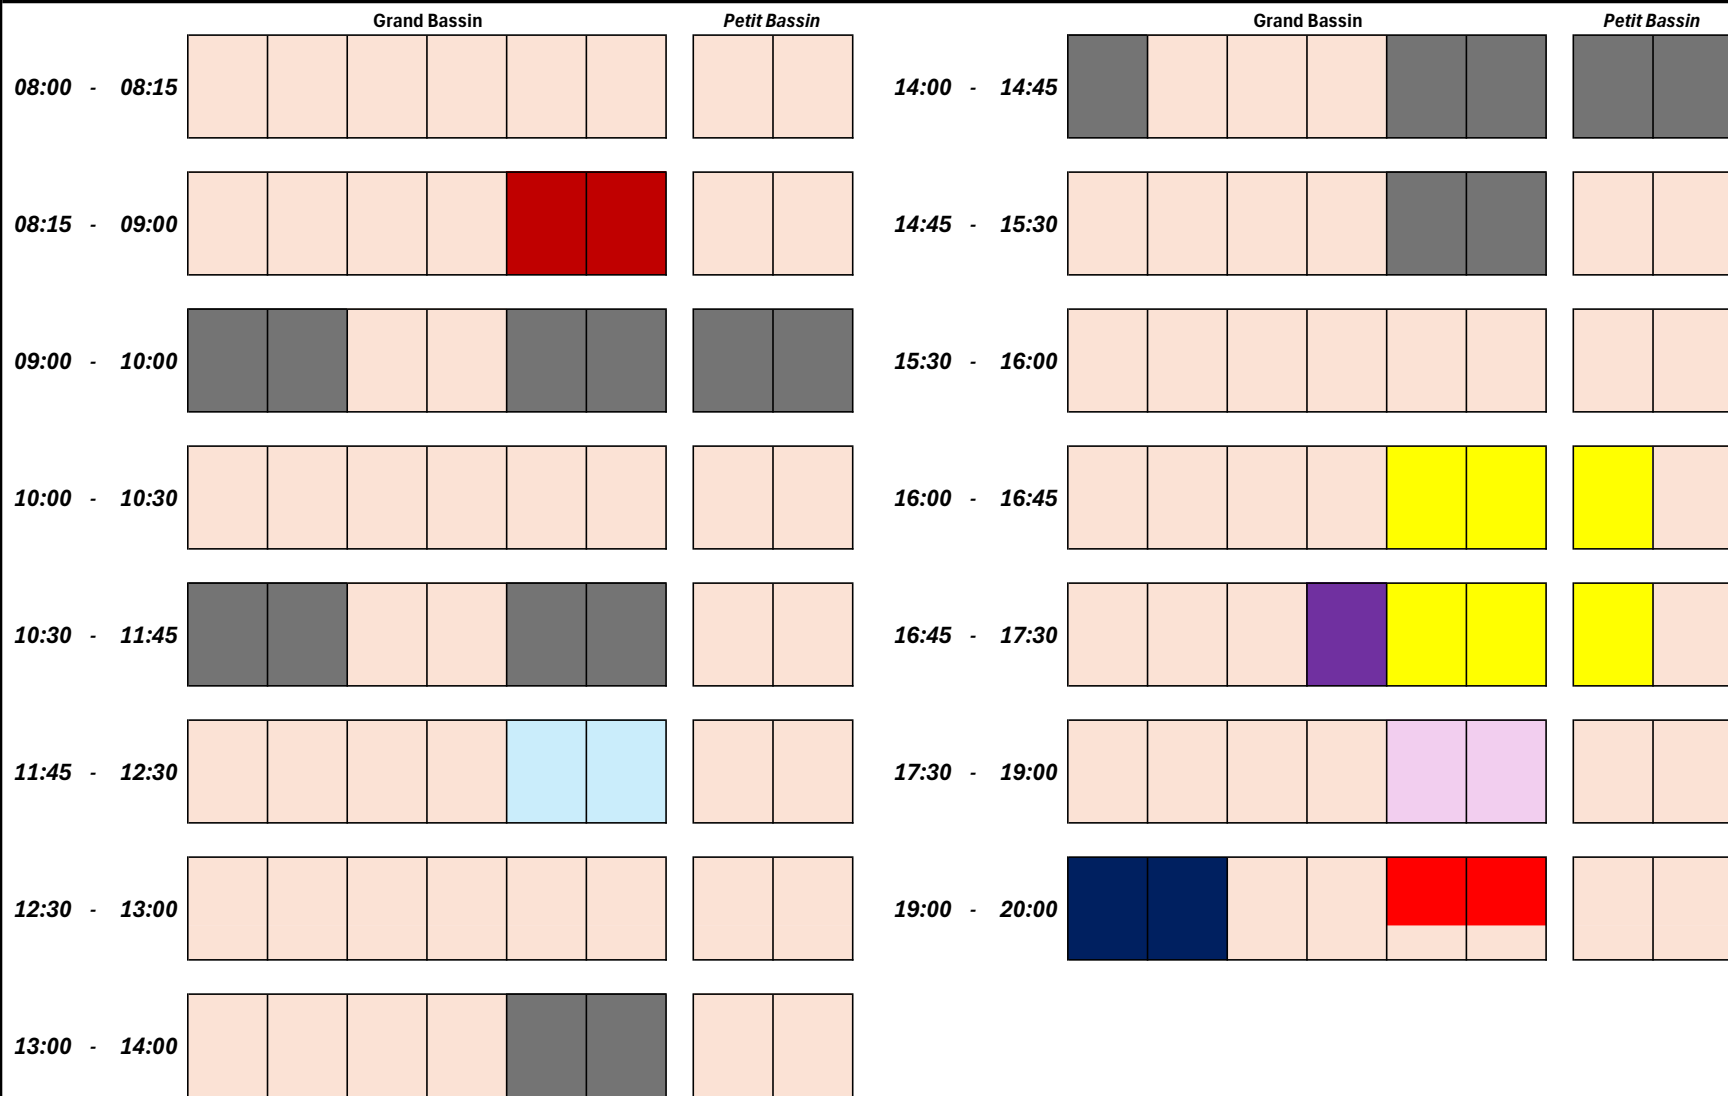 Grand Bassin Petit Bassin Grand Bassin Petit Bassin
08:00 - 08:15 14:00 - 14:45
08:15 - 09:00 14:45 - 15:30
09:00 - 10:00 15:30 - 16:00
10:00 - 10:30 16:00 - 16:45
10:30 - 11:45 16:45 - 17:30
11:45 - 12:30 17:30 - 19:00
12:30 - 13:00 19:00 - 20:00
13:00 - 14:00